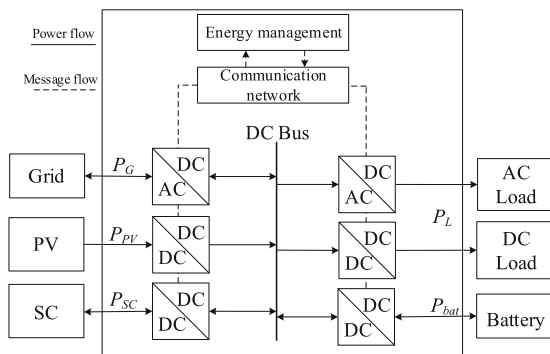 Energy management
Power flow
Message flow
Communication
network
DC Bus
Grid
P_G
DC
AC
DC
AC
AC
Load
P_L
PV
P_PV
DC
DC
DC
DC
DC
Load
SC
P_SC
DC
DC
DC
DC
P_bat
Battery